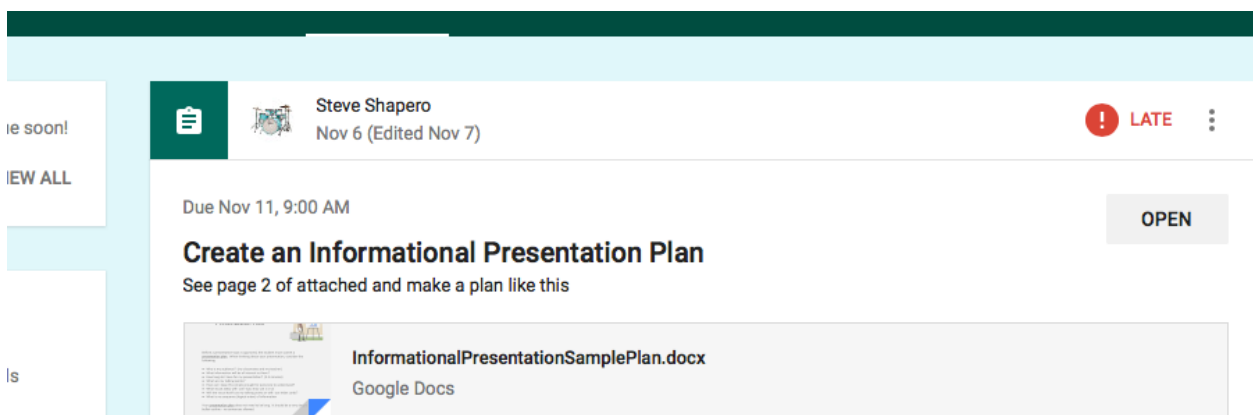 ue soon!
IEW ALL
ls
Steve Shapero
Nov 6 (Edited Nov 7)
LATE
Due Nov 11, 9:00 AM
OPEN
Create an Informational Presentation Plan
See page 2 of attached and make a plan like this
InformationalPresentationSamplePlan.docx
Google Docs